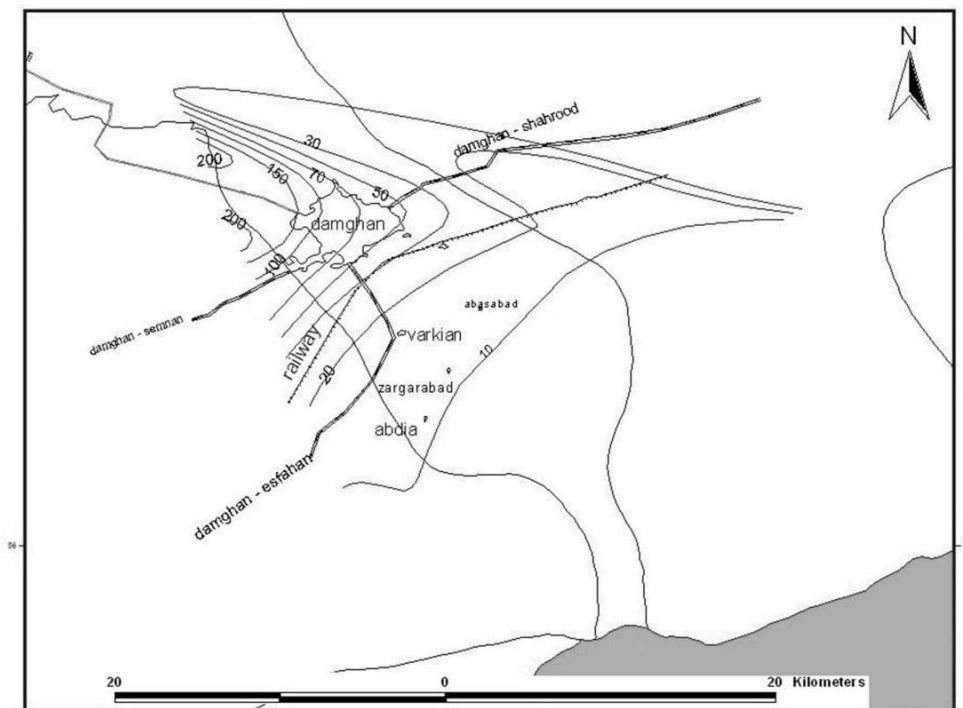 N
damghan - shahrood
30
200
150
70
50
200
damghan
100
abasabad
damghan - semnan
railway
varkian
10
20
zargarabad
abdia
damghan - esfahan
20
0
20
Kilometers